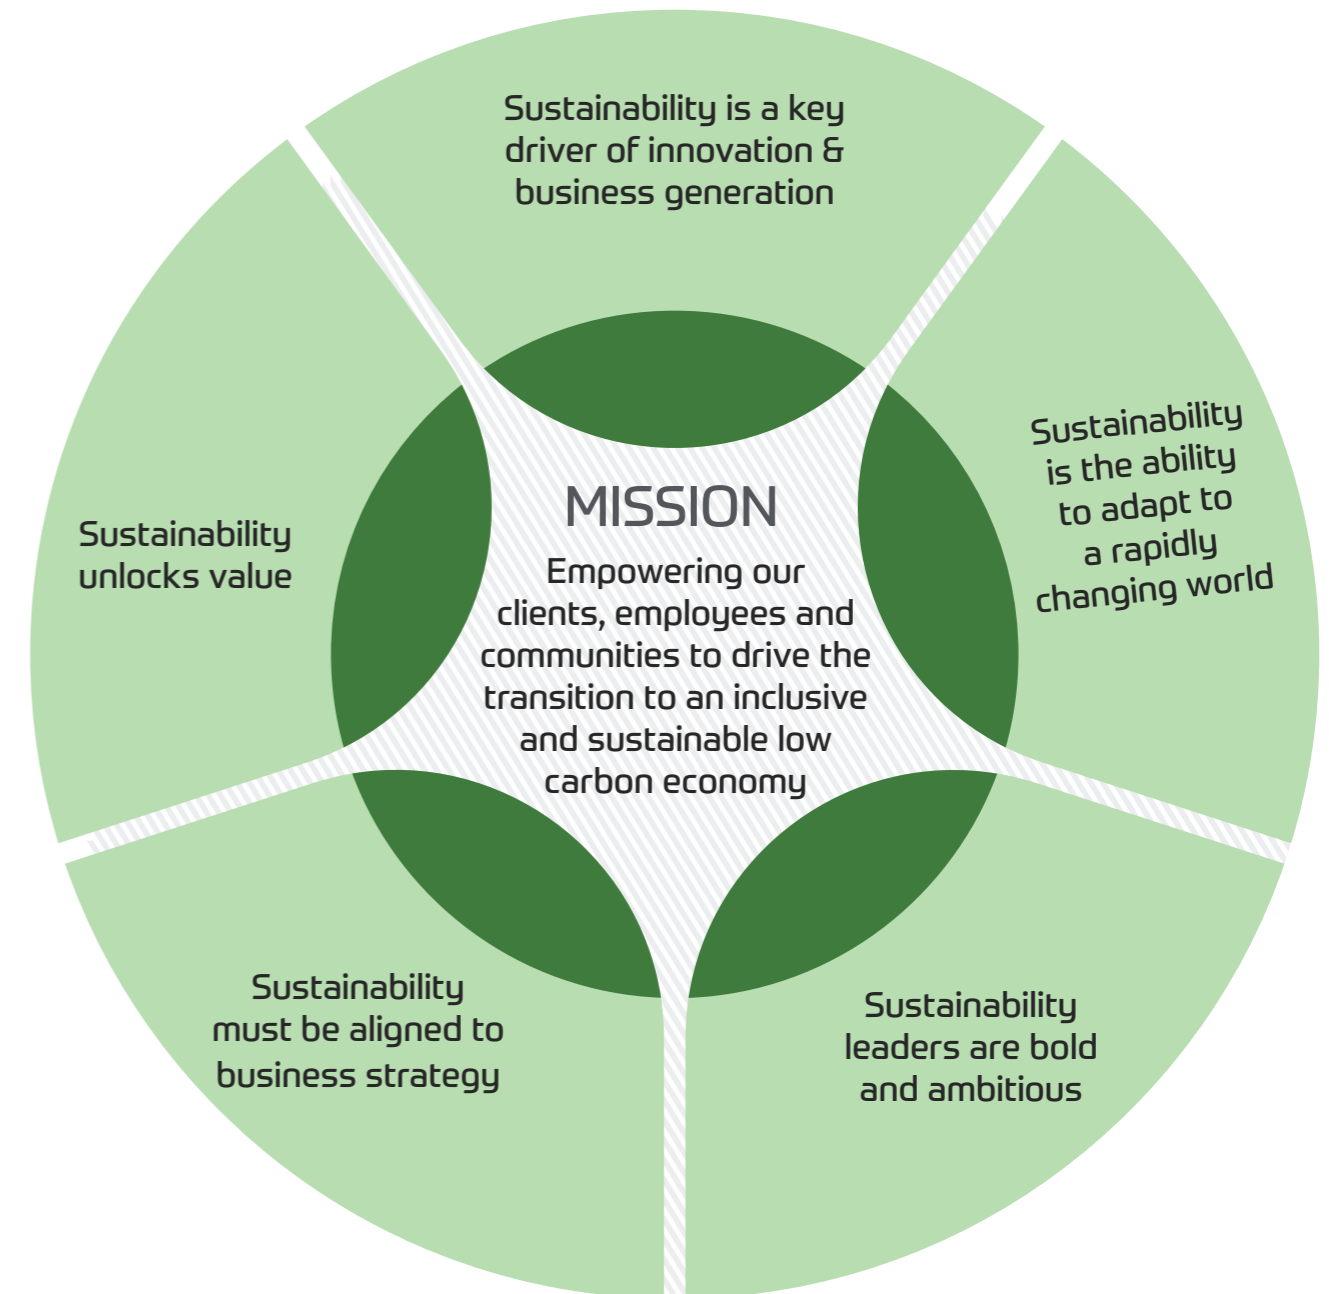 Sustainability is a key
driver of innovation &
business generation
Sustainability
is the ability
to adapt to
a rapidly
changing world
Sustainability
leaders are bold
and ambitious
Sustainability
must be aligned to
business strategy
Sustainability
unlocks value
MISSION
Empowering our
clients, employees and
communities to drive the
transition to an inclusive
and sustainable low
carbon economy